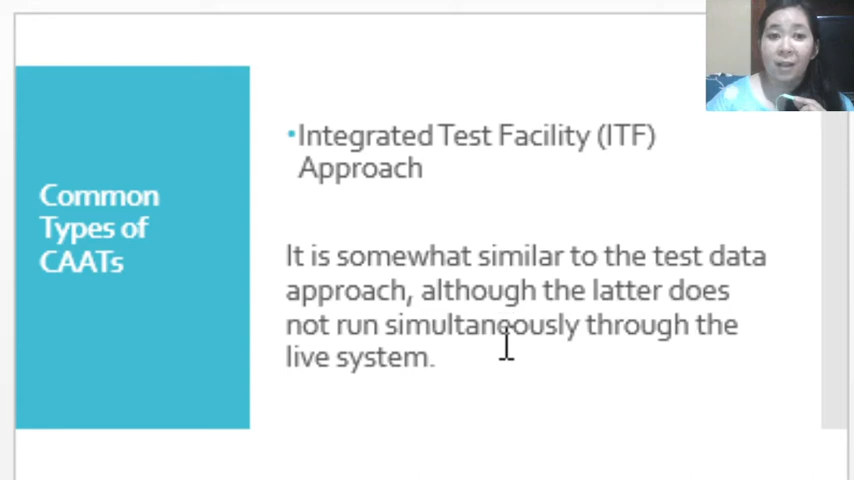 Common
Types of
CAATs
•Integrated Test Facility (ITF)
Approach
It is somewhat similar to the test data
approach, although the latter does
not run simultaneously through the
live system.